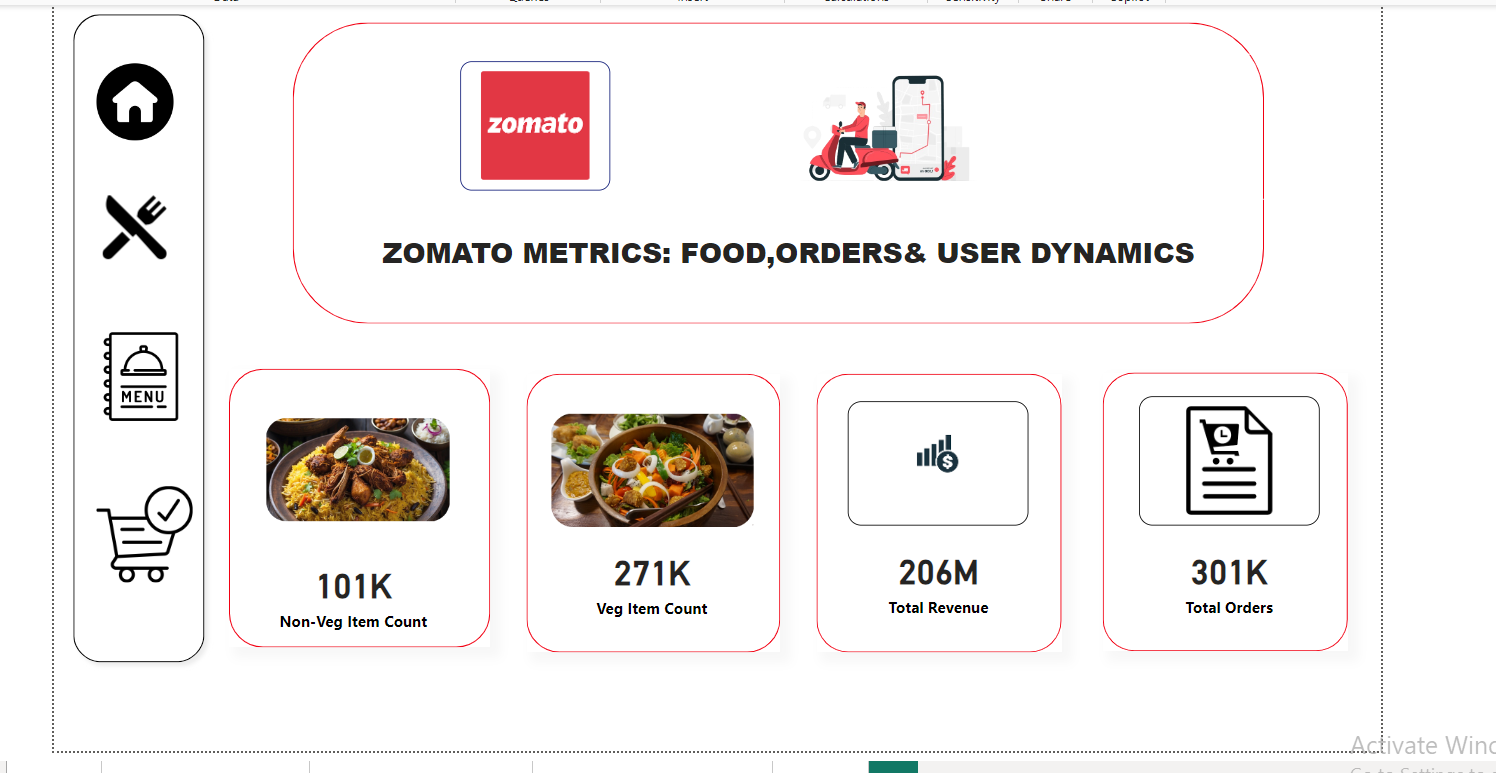 zomato
ZOMATO METRICS: FOOD,ORDERS& USER DYNAMICS
MENU
101K
Non-Veg Item Count
271K
Veg Item Count
206M
Total Revenue
301K
Total Orders
Activate Wind